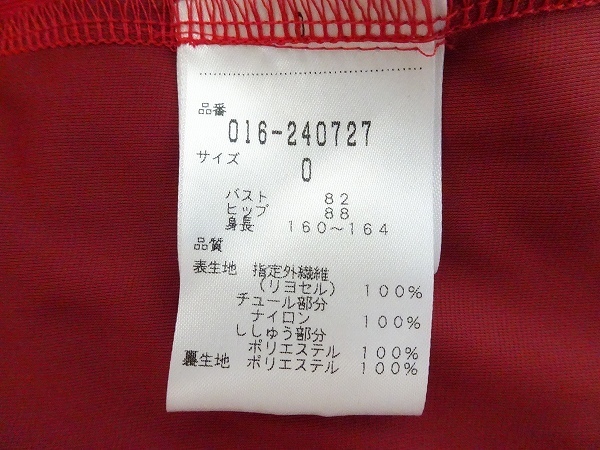 品番
016-240727
サイズ
0
バスト 82
ヒップ 88
身長 160～164
品質
表生地 指定外繊維
(リヨセル) 100%
チュール部分
ナイロン 100%
ししゅう部分
ポリエステル 100%
裏生地 ポリエステル 100%